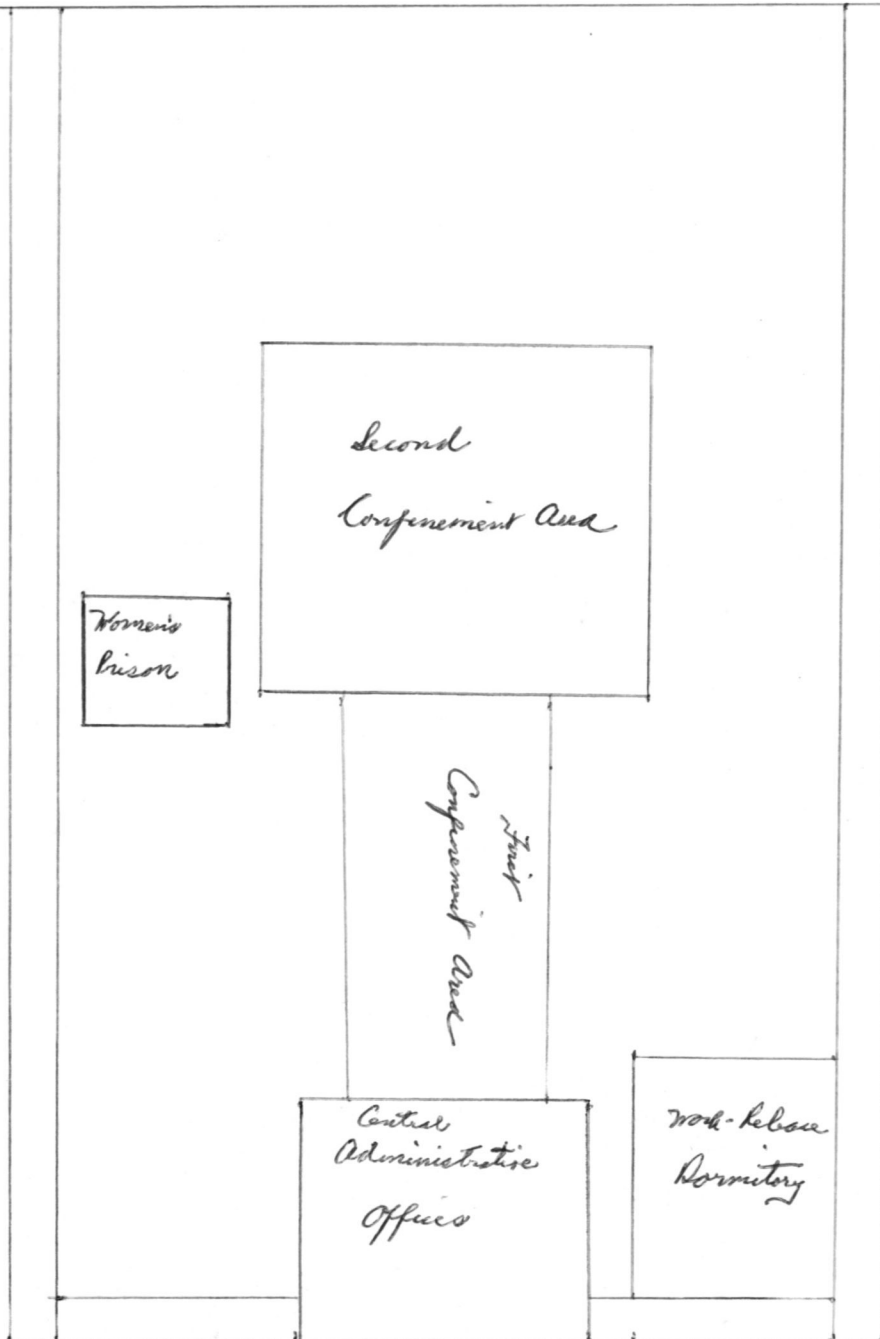 Second
Confinement Area
Women's
Prison
First
Confinement Area
Central
Administrative
Offices
Work-Release
Dormitory